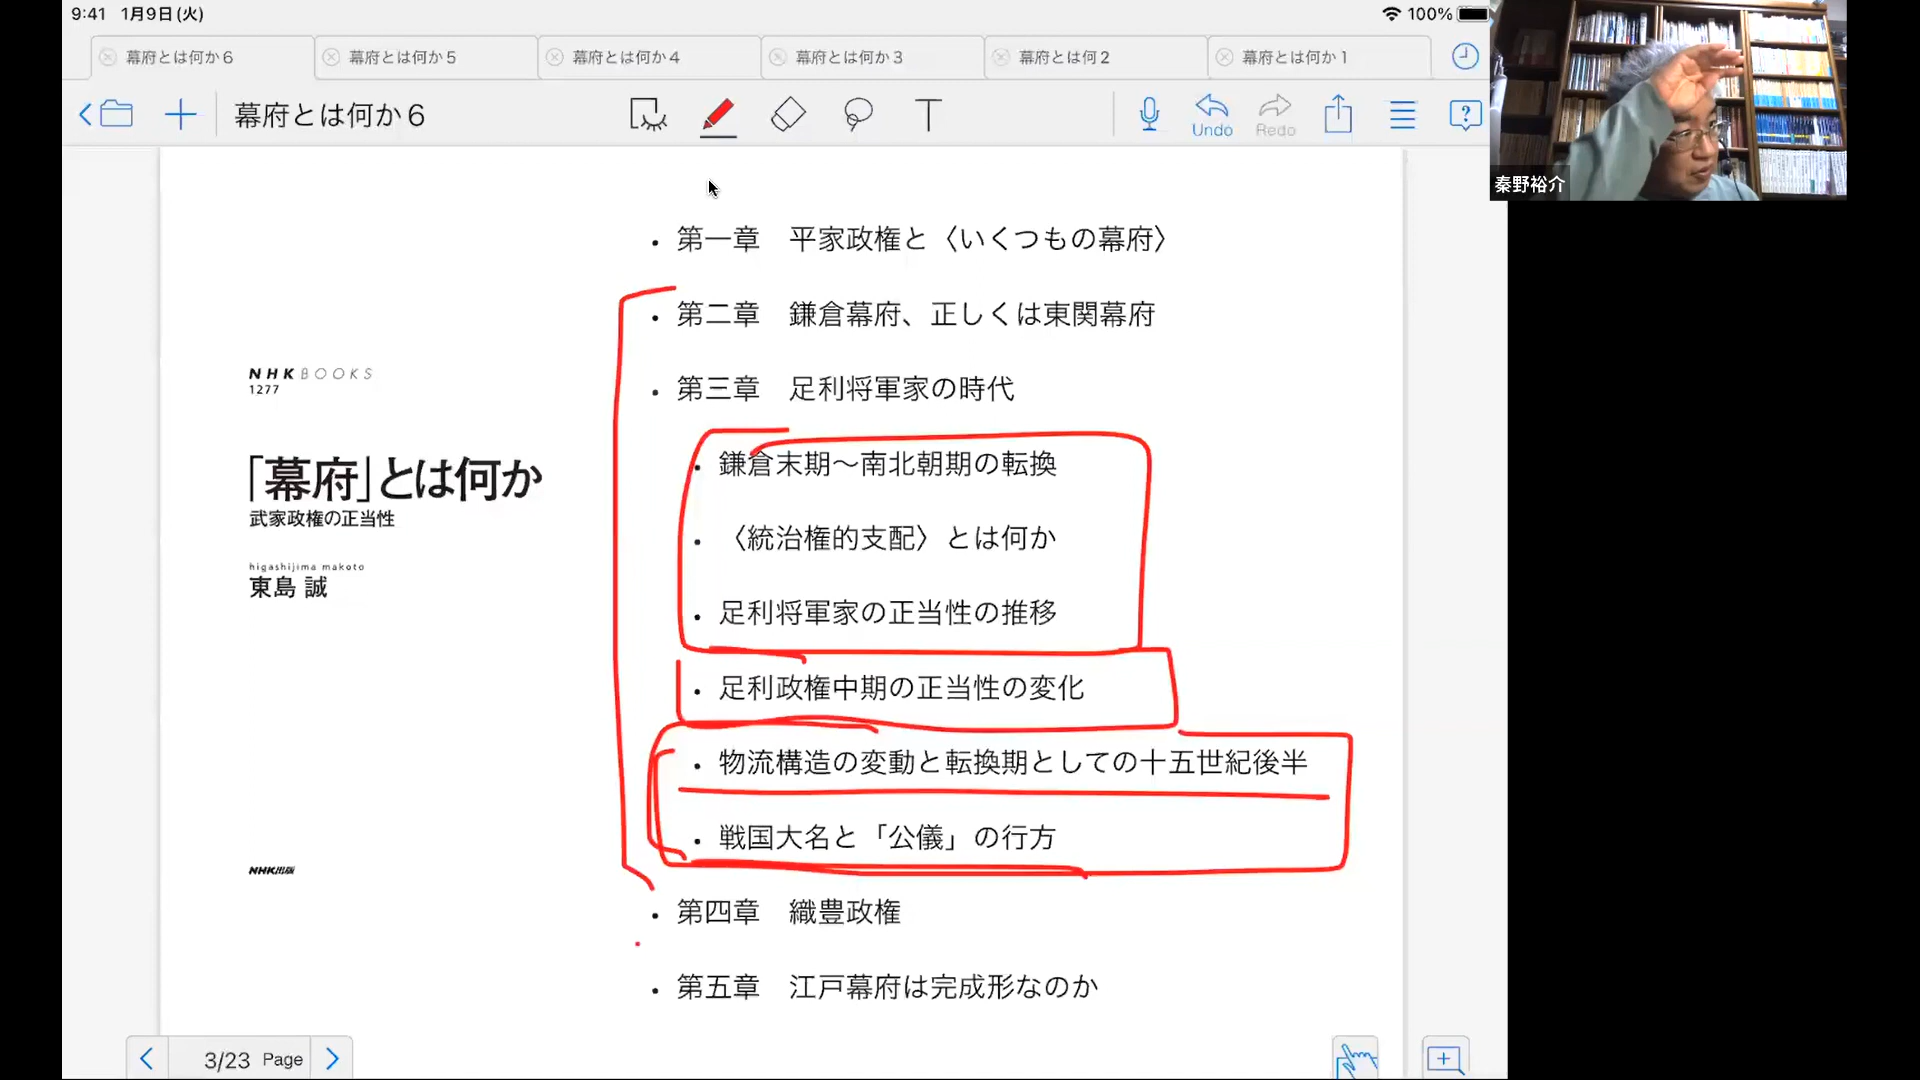 9:41 1月9日(火)
100%
幕府とは何か６
幕府とは何か５
幕府とは何か４
幕府とは何か３
幕府とは何２
幕府とは何か１
幕府とは何か６
T
Undo
Redo
?
秦野裕介
・第一章　平家政権と〈いくつもの幕府〉
・第二章　鎌倉幕府、正しくは東関幕府
・第三章　足利将軍家の時代
・鎌倉末期～南北朝期の転換
・〈統治権的支配〉とは何か
・足利将軍家の正当性の推移
・足利政権中期の正当性の変化
・物流構造の変動と転換期としての十五世紀後半
・戦国大名と「公儀」の行方
・第四章　織豊政権
・第五章　江戸幕府は完成形なのか
NHK BOOKS
1277
「幕府」とは何か
武家政権の正当性
higashijima makoto
東島 誠
NHK出版
3/23 Page